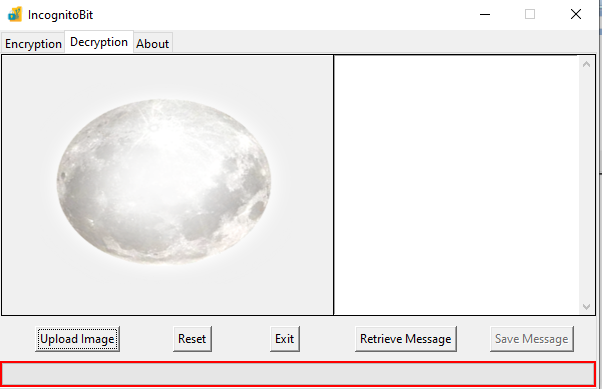 IncognitoBit
Encryption Decryption About
Upload Image Reset Exit Retrieve Message Save Message